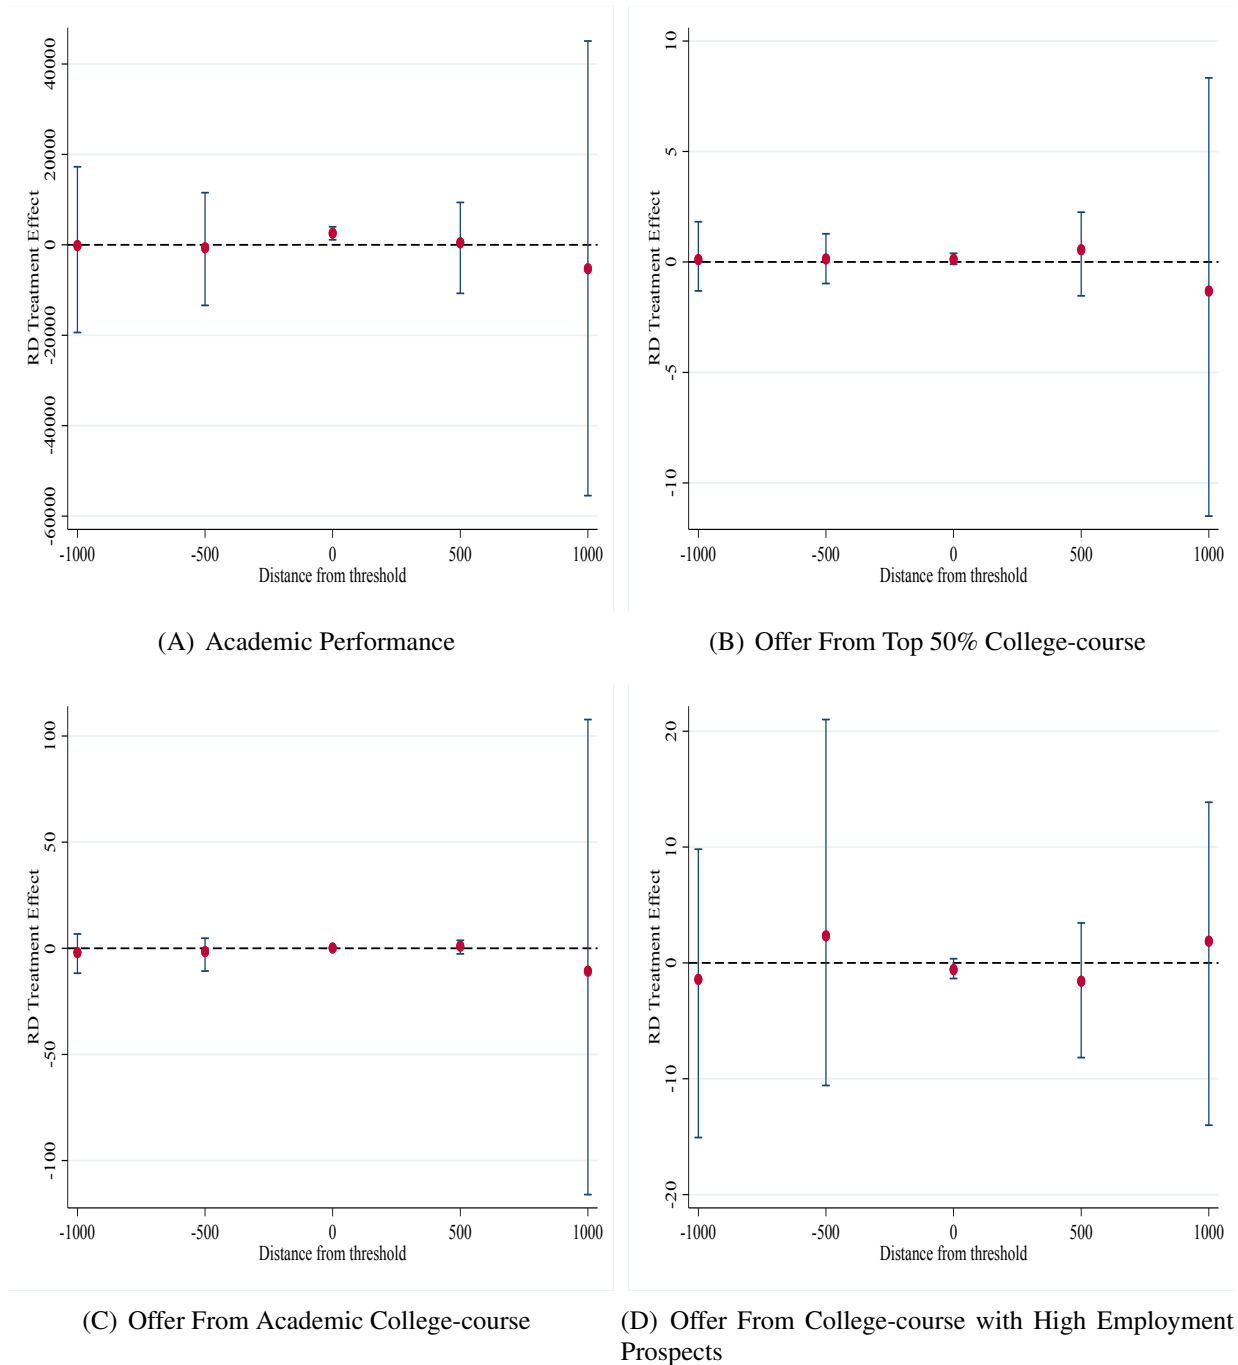 40000
20000
0
-20000
-40000
-60000
RD Treatment Effect
-1000 -500 0 500 1000
Distance from threshold
(A) Academic Performance
10
5
0
-5
-10
RD Treatment Effect
-1000 -500 0 500 1000
Distance from threshold
(B) Offer From Top 50% College-course
100
50
0
-50
-100
RD Treatment Effect
-1000 -500 0 500 1000
Distance from threshold
(C) Offer From Academic College-course
20
10
0
-10
-20
RD Treatment Effect
-1000 -500 0 500 1000
Distance from threshold
(D) Offer From College-course with High Employment
Prospects